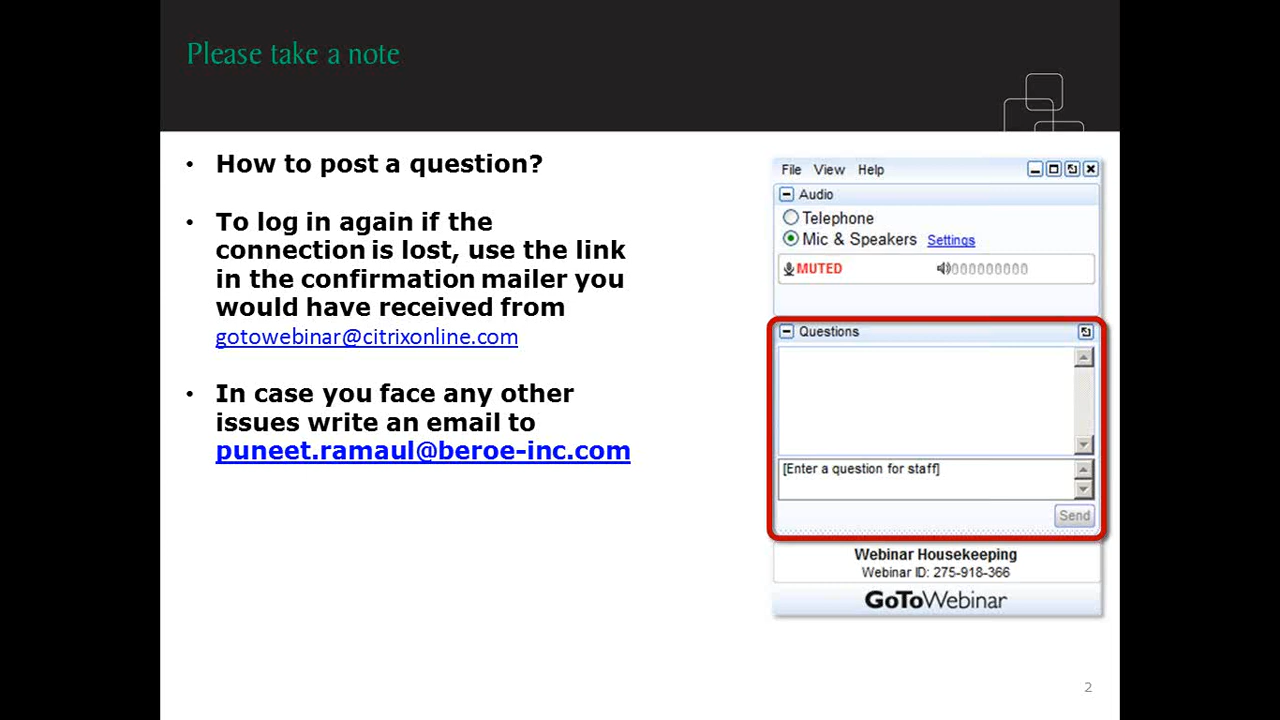 Please take a note
• How to post a question?
• To log in again if the
connection is lost, use the link
in the confirmation mailer you
would have received from
gotowebinar@citrixonline.com
• In case you face any other
issues write an email to
puneet.ramaul@beroe-inc.com
File View Help
Audio
Telephone
Mic & Speakers Settings
MUTED 000000000
Questions
[Enter a question for staff]
Send
Webinar Housekeeping
Webinar ID: 275-918-366
GoToWebinar
2